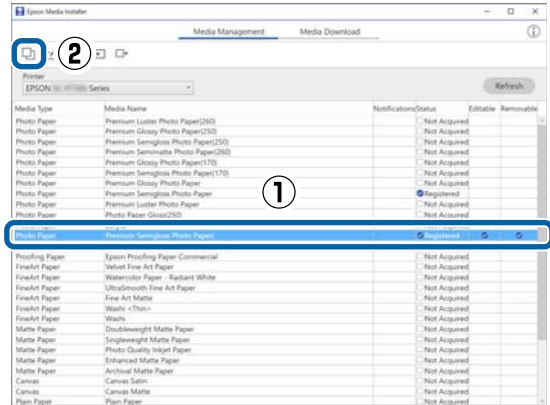 Epson Media Installer
Media Management Media Download
②
Printer
EPSON Series
Refresh
Media Type Media Name Notifications Status Editable Removable
Photo Paper Premium Luster Photo Paper(260) Not Acquired
Photo Paper Premium Glossy Photo Paper(250) Not Acquired
Photo Paper Premium Semigloss Photo Paper(250) Not Acquired
Photo Paper Premium Semimatte Photo Paper(260) Not Acquired
Photo Paper Premium Glossy Photo Paper(170) Not Acquired
Photo Paper Premium Semigloss Photo Paper(170) Not Acquired
Photo Paper Premium Glossy Photo Paper Not Acquired
Photo Paper Premium Semigloss Photo Paper Registered
Photo Paper Premium Luster Photo Paper Not Acquired
Photo Paper Photo Paper Gloss(250) Not Acquired
①
Photo Paper Premium Semigloss Photo Paper( Registered
Proofing Paper Epson Proofing Paper Commercial Not Acquired
FineArt Paper Velvet Fine Art Paper Not Acquired
FineArt Paper Watercolor Paper - Radiant White Not Acquired
FineArt Paper UltraSmooth Fine Art Paper Not Acquired
FineArt Paper Fine Art Matte Not Acquired
FineArt Paper Washi <Thin> Not Acquired
FineArt Paper Washi Not Acquired
Matte Paper Doubleweight Matte Paper Not Acquired
Matte Paper Singleweight Matte Paper Not Acquired
Matte Paper Photo Quality Inkjet Paper Not Acquired
Matte Paper Enhanced Matte Paper Not Acquired
Matte Paper Archival Matte Paper Not Acquired
Canvas Canvas Satin Not Acquired
Canvas Canvas Matte Not Acquired
Plain Paper Plain Paper Not Acquired